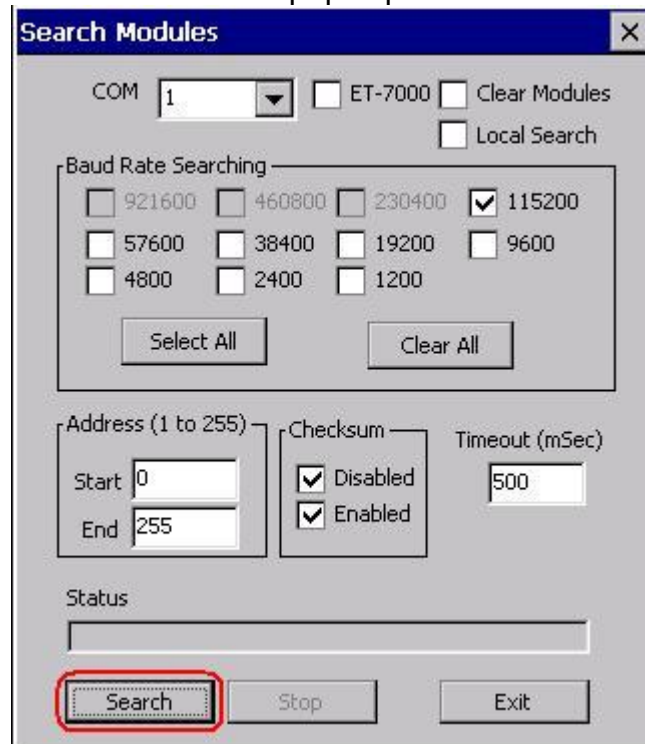 Search Modules
COM 1 ET-7000 Clear Modules
Local Search
Baud Rate Searching
921600 460800 230400 115200
57600 38400 19200 9600
4800 2400 1200
Select All Clear All
Address (1 to 255) Checksum Timeout (mSec)
Start 0 Disabled 500
End 255 Enabled
Status
Search Stop Exit